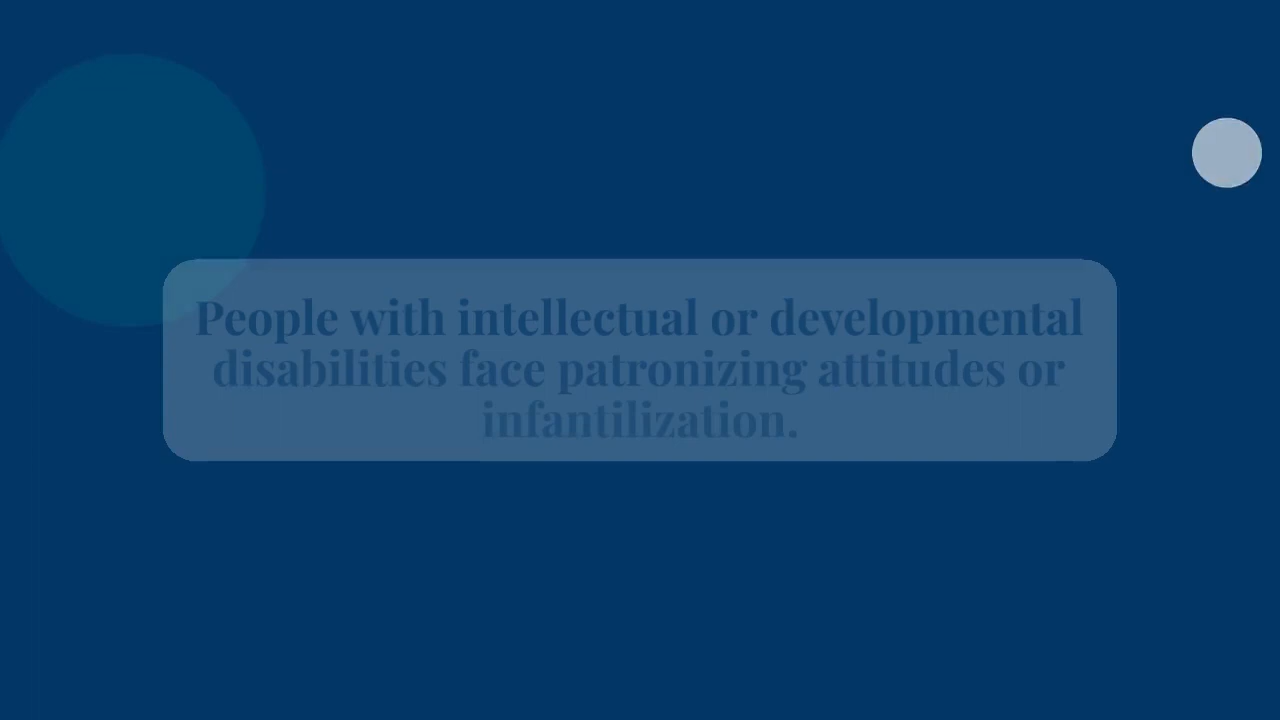 People with intellectual or developmental
disabilities face patronizing attitudes or
infantilization.